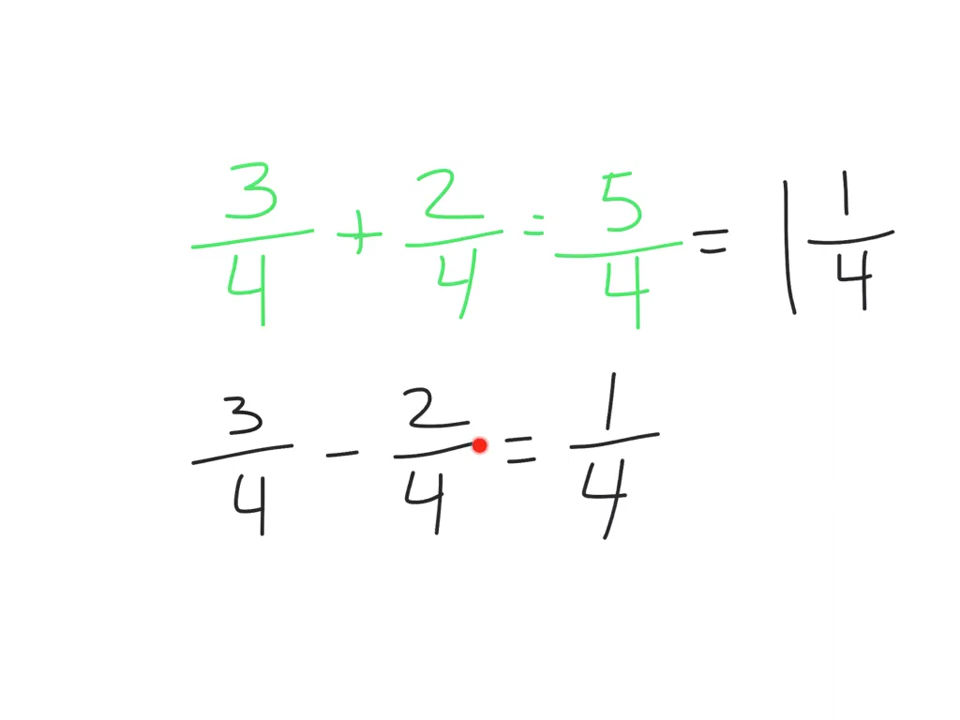 3/4 + 2/4 = 5/4 = 1 1/4
3/4 - 2/4 = 1/4